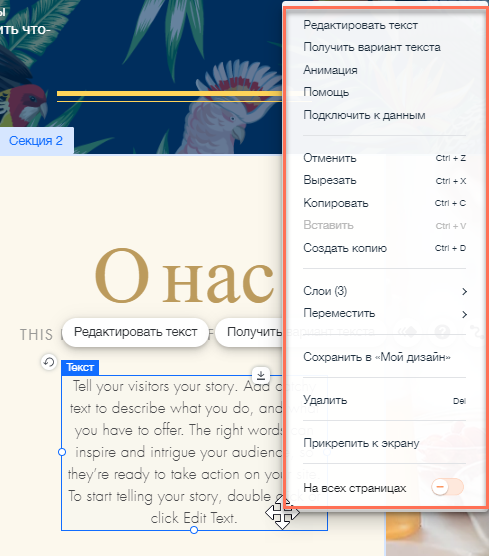 ы
ить что-
Секция 2
О нас
THIS
Редактировать текст
Получить вариант текста
Текст
Tell your visitors your story. Add
text to describe what you do, and
you have to offer. The right words
inspire and intrigue your audience
they're ready to take action on your
To start telling your story, double
click Edit Text.
Редактировать текст
Получить вариант текста
Анимация
Помощь
Подключить к данным
Отменить Ctrl + Z
Вырезать Ctrl + X
Копировать Ctrl + C
Вставить Ctrl + V
Создать копию Ctrl + D
Слои (3)
Переместить
Сохранить в «Мой дизайн»
Удалить Del
Прикрепить к экрану
На всех страницах